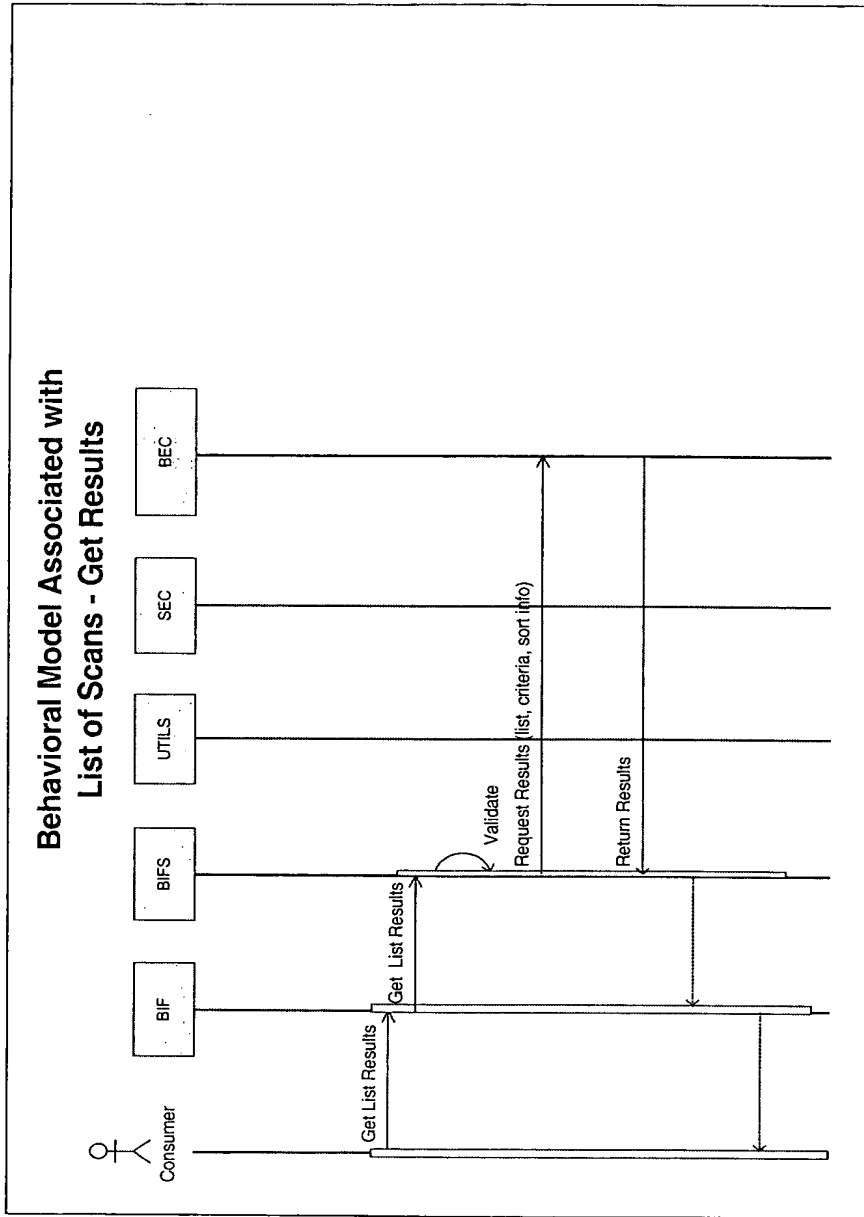 Behavioral Model Associated with
List of Scans - Get Results
Consumer
BIF
BIFS
UTILS
SEC
BEC
Get List Results
Get  List Results
Validate
Request Results (list, criteria, sort info)
Return Results